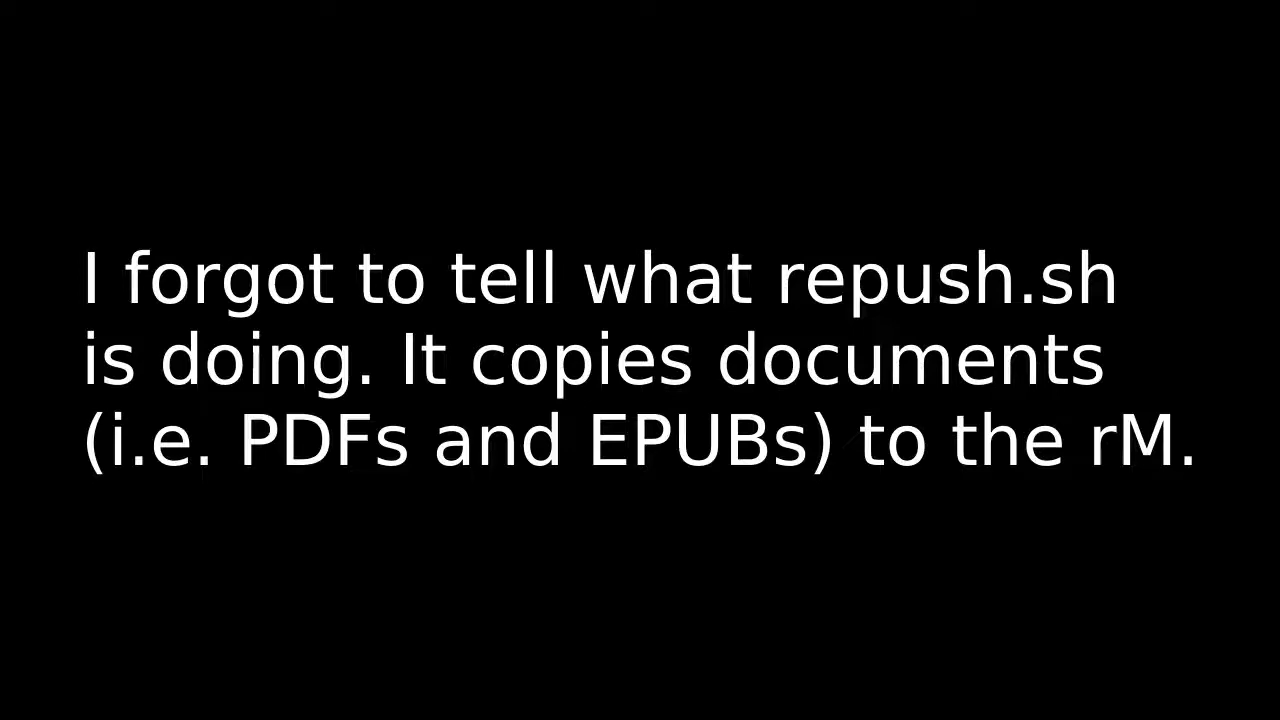 I forgot to tell what repush.sh
is doing. It copies documents
(i.e. PDFs and EPUBs) to the rM.